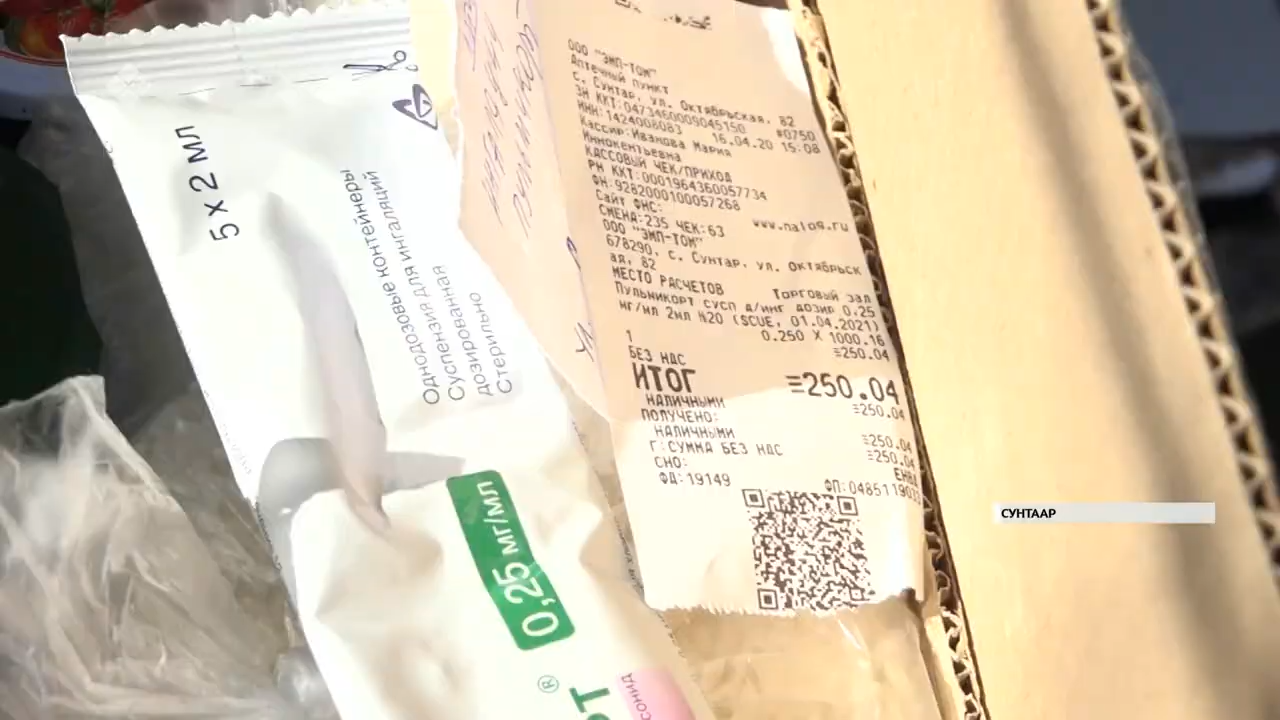 5 x 2 мл
Однодозовые контейнеры
Суспензия для ингаляций
дозированная
Стерильно
0,25 мг/мл
ООО "ЭМП-ТОМ"
Аптечный пункт
с. Сунтар, ул. Октябрьская, 82
ЗН ККТ:0473460009045150 #0750
ИНН:1424008083 16.04.20 15:08
Кассир:Иванова Мария
Иннокентьевна
КАССОВЫЙ ЧЕК/ПРИХОД
РН ККТ:0001964360057734
ФН:9282000100057268
Сайт ФНС: www.nalog.ru
СМЕНА:235 ЧЕК:63
ООО "ЭМП-ТОМ"
678290, с. Сунтар, ул. Октябрьск
ая, 82
МЕСТО РАСЧЕТОВ Торговый зал
Пульмикорт сусп д/инг дозир 0,25
мг/мл 2мл №20 (SCUE, 01.04.2021)
1 0.250 X 1000.16
БЕЗ НДС ≡250.04
ИТОГ ≡250.04
НАЛИЧНЫМИ ≡250.04
ПОЛУЧЕНО:
НАЛИЧНЫМИ ≡250.04
Г:СУММА БЕЗ НДС ≡250.04
СНО: ЕНВД
ФД:19149
СУНТААР